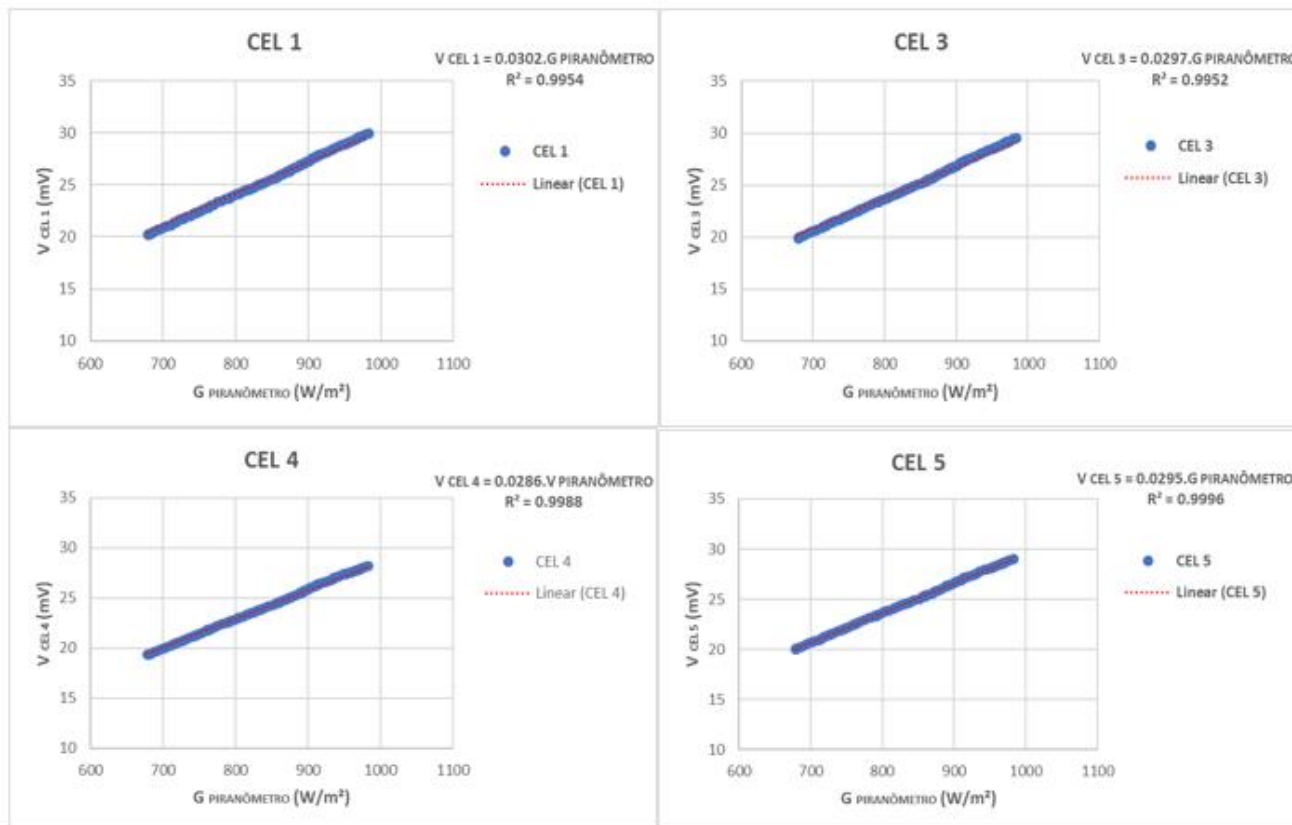 CEL 1
V CEL 1 = 0.0302.G PIRANÔMETRO
R² = 0.9954
35
30
25
20
15
10
V CEL 1 (mV)
CEL 1
Linear (CEL 1)
600 700 800 900 1000 1100
G PIRANÔMETRO (W/m²)
CEL 3
V CEL 3 = 0.0297.G PIRANÔMETRO
R² = 0.9952
35
30
25
20
15
10
V CEL 3 (mV)
CEL 3
Linear (CEL 3)
600 700 800 900 1000 1100
G PIRANÔMETRO (W/m²)
CEL 4
V CEL 4 = 0.0286.V PIRANÔMETRO
R² = 0.9988
35
30
25
20
15
10
V CEL 4 (mV)
CEL 4
Linear (CEL 4)
600 700 800 900 1000 1100
G PIRANÔMETRO (W/m²)
CEL 5
V CEL 5 = 0.0295.G PIRANÔMETRO
R² = 0.9996
35
30
25
20
15
10
V CEL 5 (mV)
CEL 5
Linear (CEL 5)
600 700 800 900 1000 1100
G PIRANÔMETRO (W/m²)